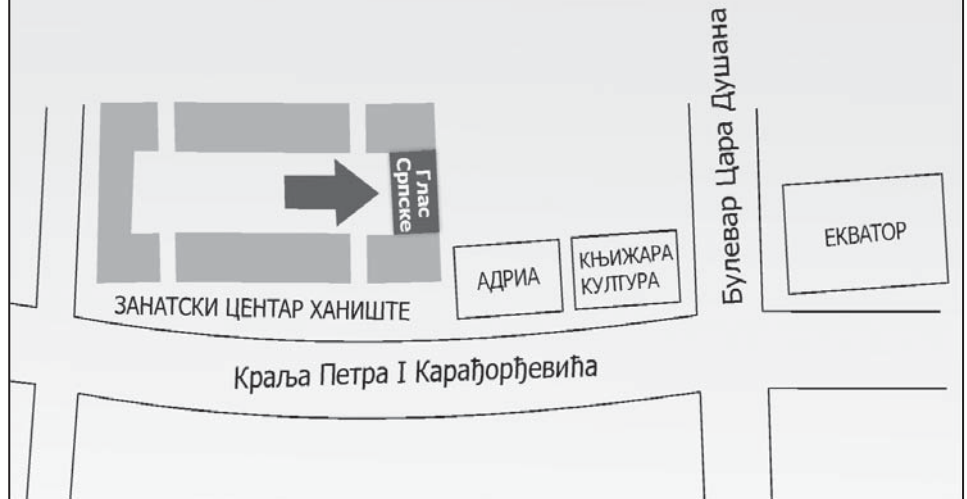 Глас
Српске
ЗАНАТСКИ ЦЕНТАР ХАНИШТЕ
АДРИА
КЊИЖАРА
КУЛТУРА
Булевар Цара Душана
ЕКВАТОР
Краља Петра I Карађорђевића